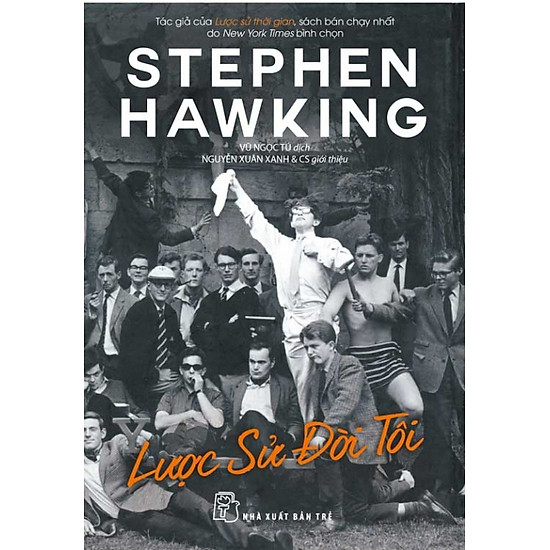 Tác giả của Lược sử thời gian, sách bán chạy nhất
do New York Times bình chọn
STEPHEN
HAWKING
VŨ NGỌC TÚ dịch
NGUYỄN XUÂN XANH & CS giới thiệu
Lược Sử Đời Tôi
NHÀ XUẤT BẢN TRẺ